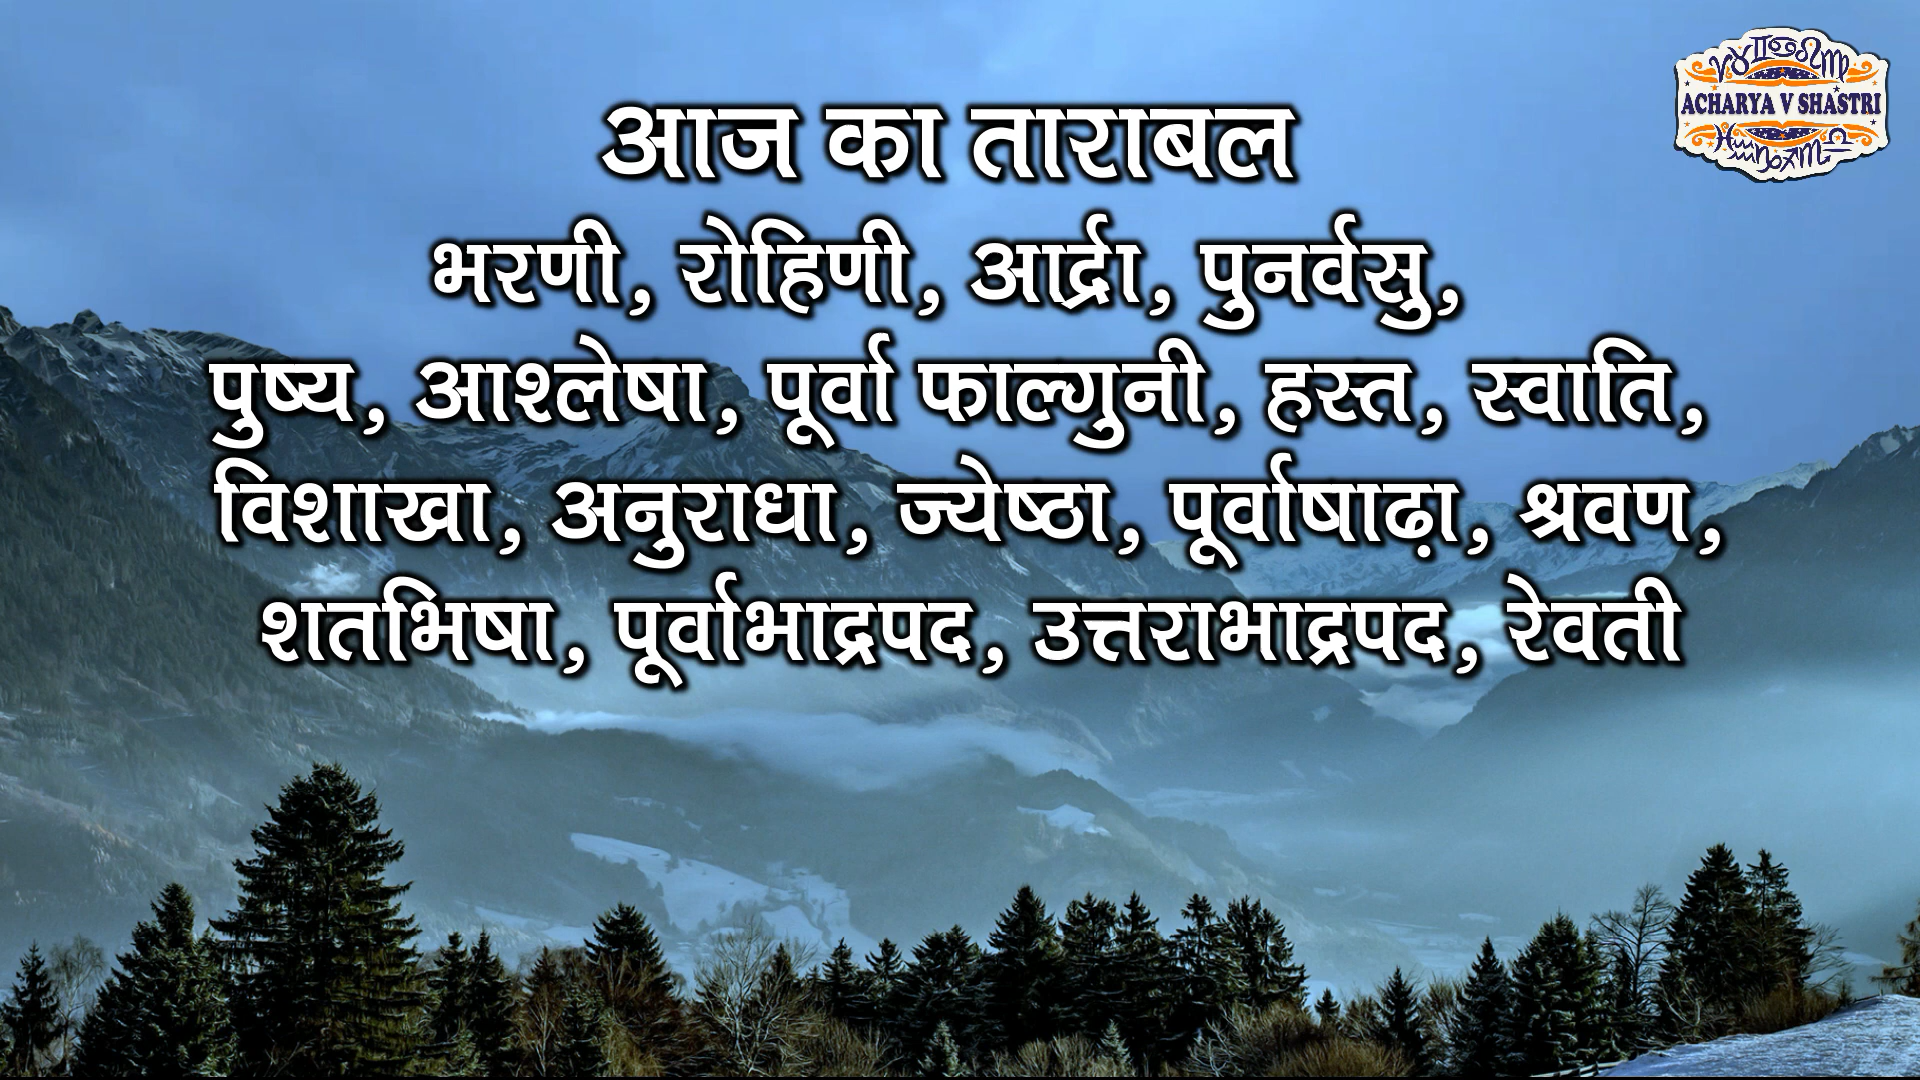 ACHARYA V SHASTRI
आज का ताराबल
भरणी, रोहिणी, आर्द्रा, पुनर्वसु,
पुष्य, आश्लेषा, पूर्वा फाल्गुनी, हस्त, स्वाति,
विशाखा, अनुराधा, ज्येष्ठा, पूर्वाषाढ़ा, श्रवण,
शतभिषा, पूर्वाभाद्रपद, उत्तराभाद्रपद, रेवती